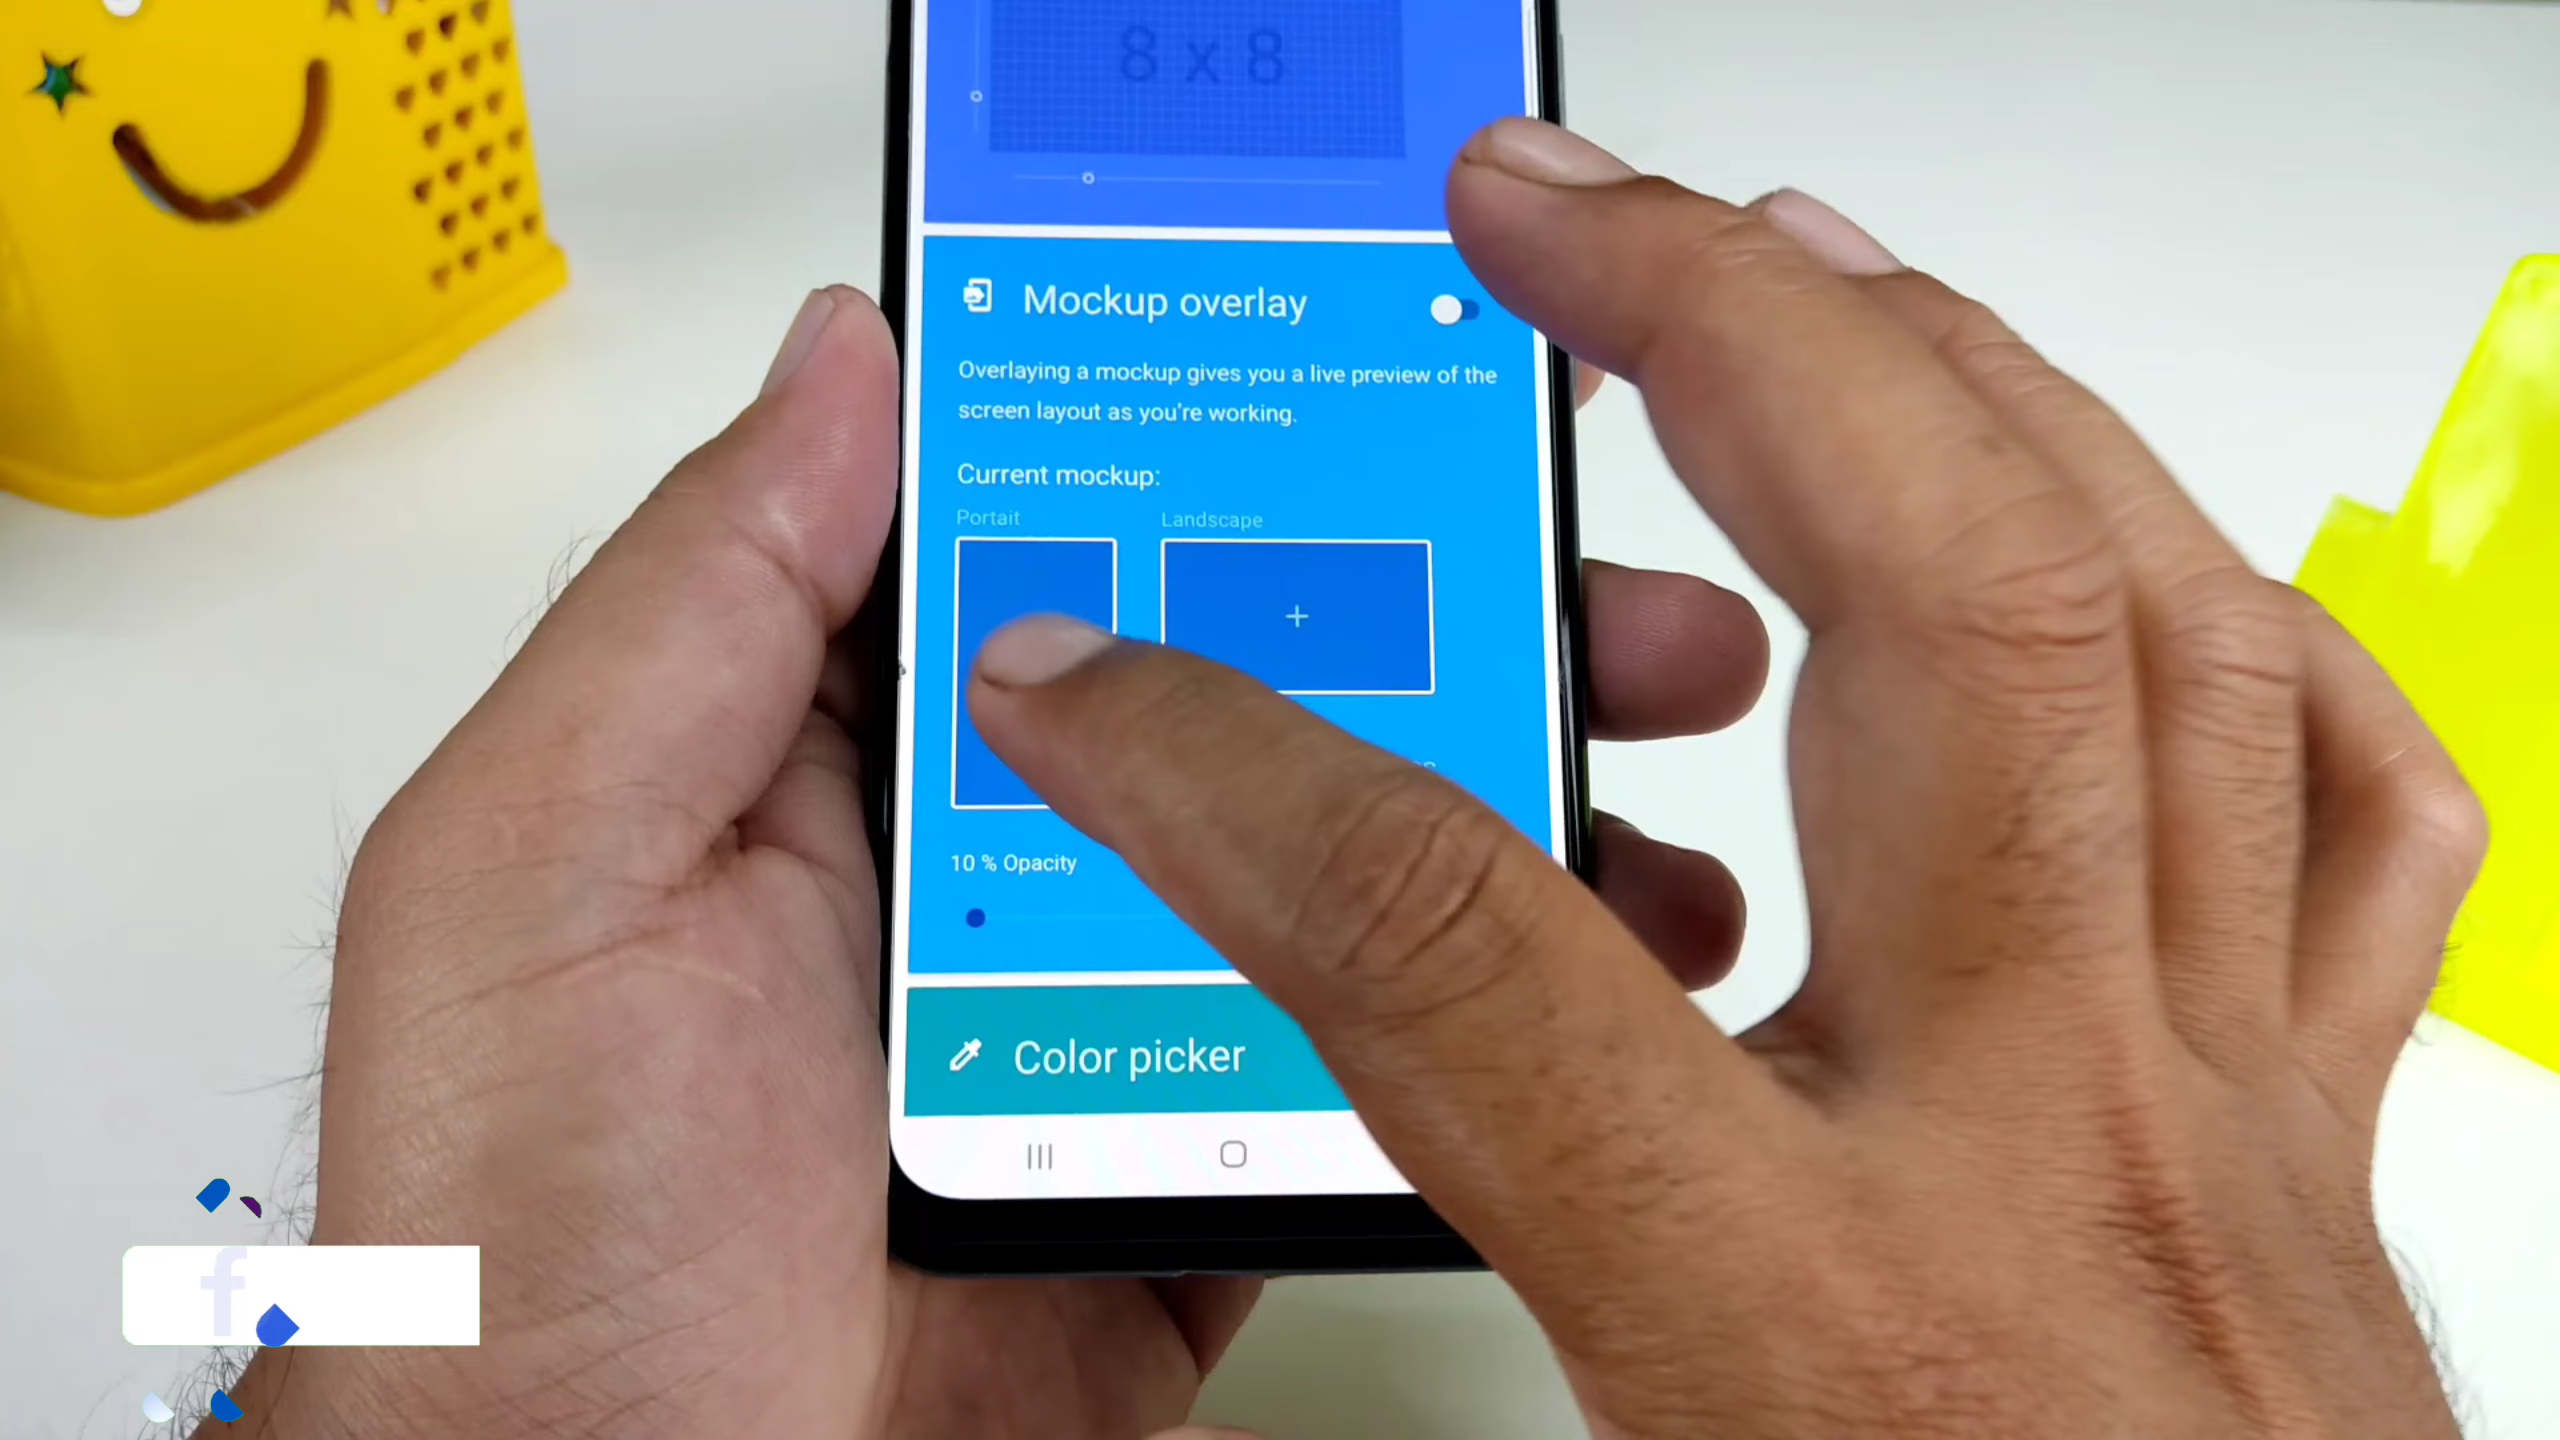 8 x 8
Mockup overlay
Overlaying a mockup gives you a live preview of the
screen layout as you're working.
Current mockup:
Portait
Landscape
+
10 % Opacity
Color picker
f